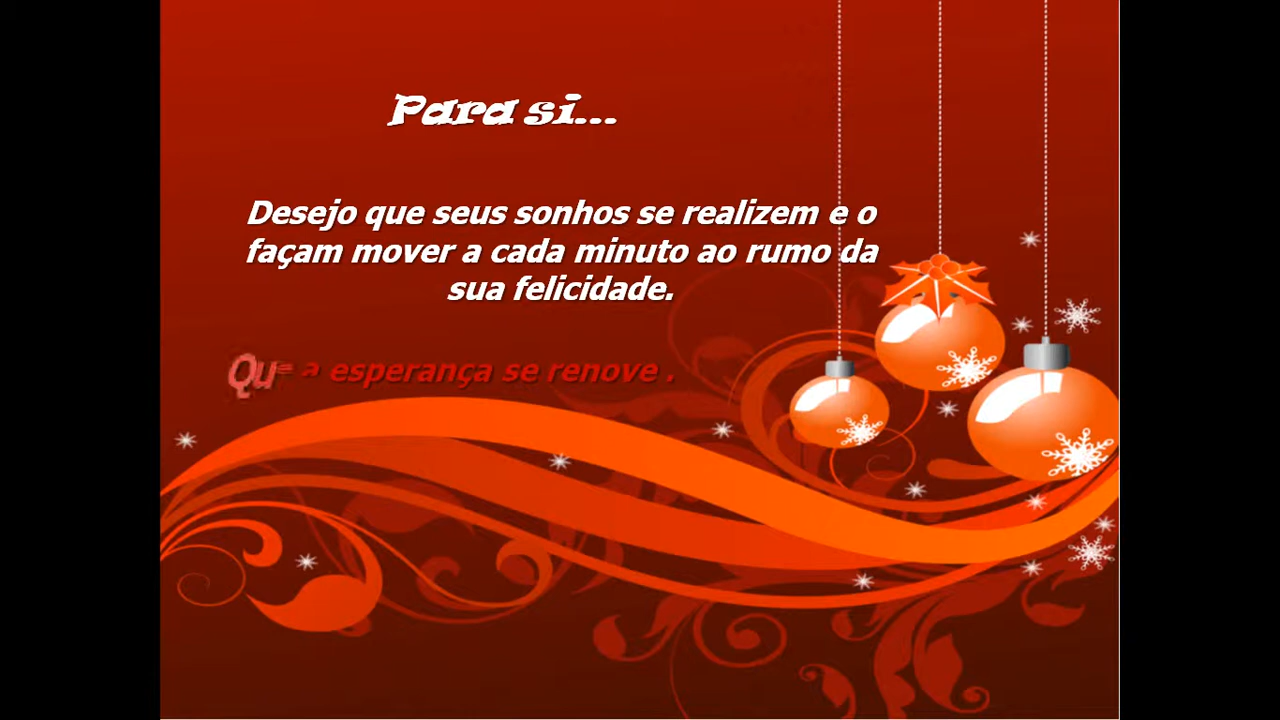 Para si...
Desejo que seus sonhos se realizem e o
façam mover a cada minuto ao rumo da
sua felicidade.
Que a esperança se renove .